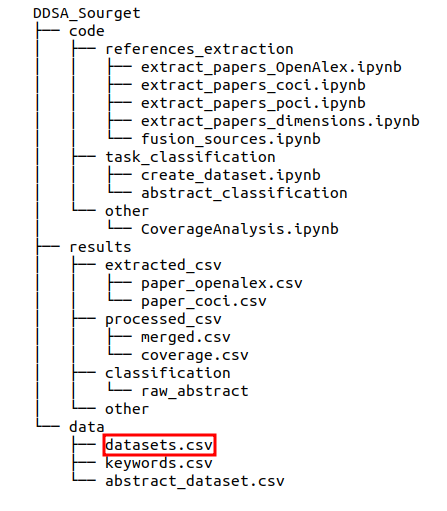 DDSA_Sourget
├── code
│   ├── references_extraction
│   │   ├── extract_papers_OpenAlex.ipynb
│   │   ├── extract_papers_coci.ipynb
│   │   ├── extract_papers_poci.ipynb
│   │   ├── extract_papers_dimensions.ipynb
│   │   └── fusion_sources.ipynb
│   ├── task_classification
│   │   ├── create_dataset.ipynb
│   │   └── abstract_classification
│   └── other
│       └── CoverageAnalysis.ipynb
├── results
│   ├── extracted_csv
│   │   ├── paper_openalex.csv
│   │   └── paper_coci.csv
│   ├── processed_csv
│   │   ├── merged.csv
│   │   └── coverage.csv
│   ├── classification
│   │   └── raw_abstract
│   └── other
└── data
    ├── datasets.csv
    ├── keywords.csv
    └── abstract_dataset.csv